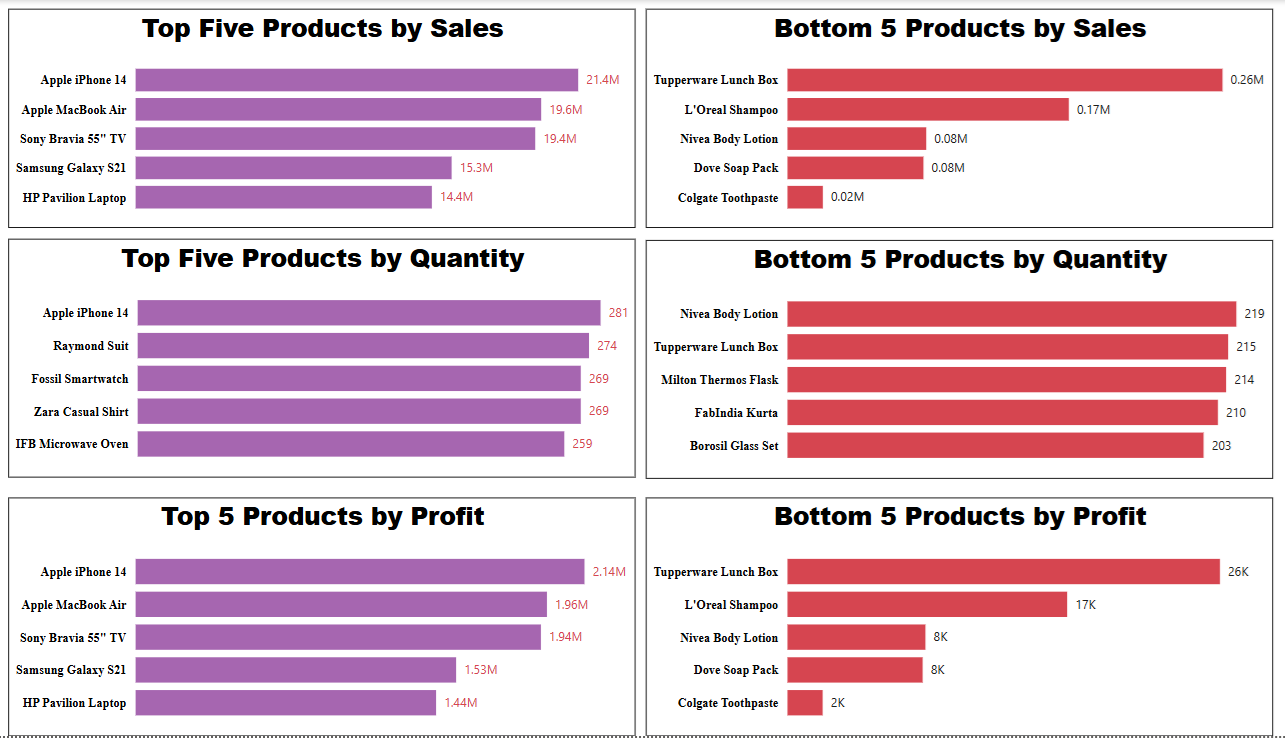 Top Five Products by Sales
Apple iPhone 14 21.4M
Apple MacBook Air 19.6M
Sony Bravia 55" TV 19.4M
Samsung Galaxy S21 15.3M
HP Pavilion Laptop 14.4M
Bottom 5 Products by Sales
Tupperware Lunch Box 0.26M
L'Oreal Shampoo 0.17M
Nivea Body Lotion 0.08M
Dove Soap Pack 0.08M
Colgate Toothpaste 0.02M
Top Five Products by Quantity
Apple iPhone 14 281
Raymond Suit 274
Fossil Smartwatch 269
Zara Casual Shirt 269
IFB Microwave Oven 259
Bottom 5 Products by Quantity
Nivea Body Lotion 219
Tupperware Lunch Box 215
Milton Thermos Flask 214
FabIndia Kurta 210
Borosil Glass Set 203
Top 5 Products by Profit
Apple iPhone 14 2.14M
Apple MacBook Air 1.96M
Sony Bravia 55" TV 1.94M
Samsung Galaxy S21 1.53M
HP Pavilion Laptop 1.44M
Bottom 5 Products by Profit
Tupperware Lunch Box 26K
L'Oreal Shampoo 17K
Nivea Body Lotion 8K
Dove Soap Pack 8K
Colgate Toothpaste 2K